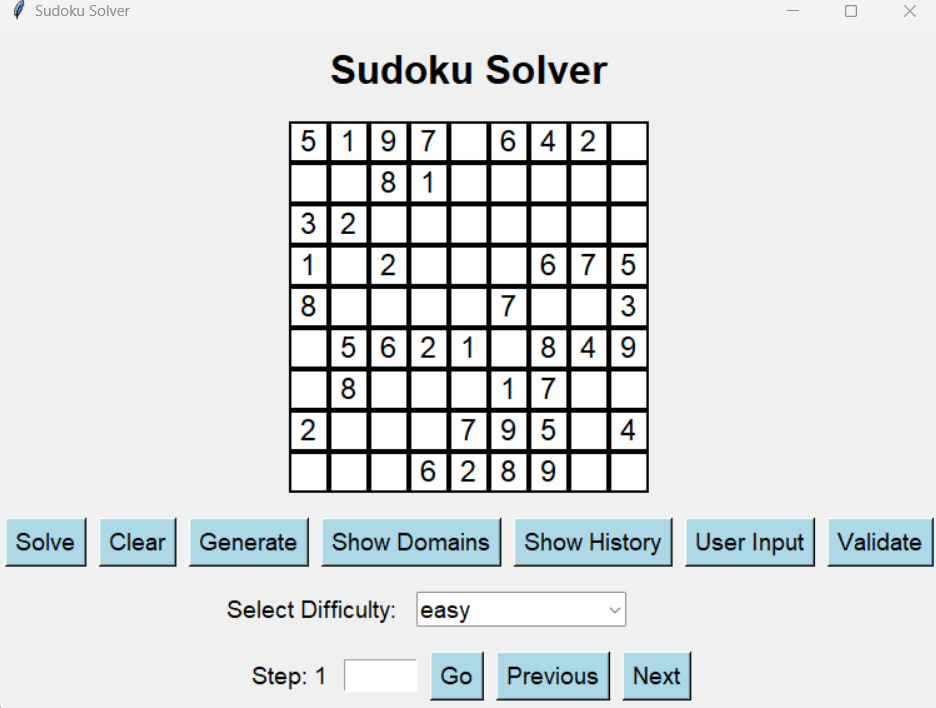 Sudoku Solver
Sudoku Solver
5 1 9 7 6 4 2
8 1
3 2
1 2 6 7 5
8 7 3
5 6 2 1 8 4 9
8 1 7
2 7 9 5 4
6 2 8 9
Solve Clear Generate Show Domains Show History User Input Validate
Select Difficulty: easy
Step: 1 Go Previous Next